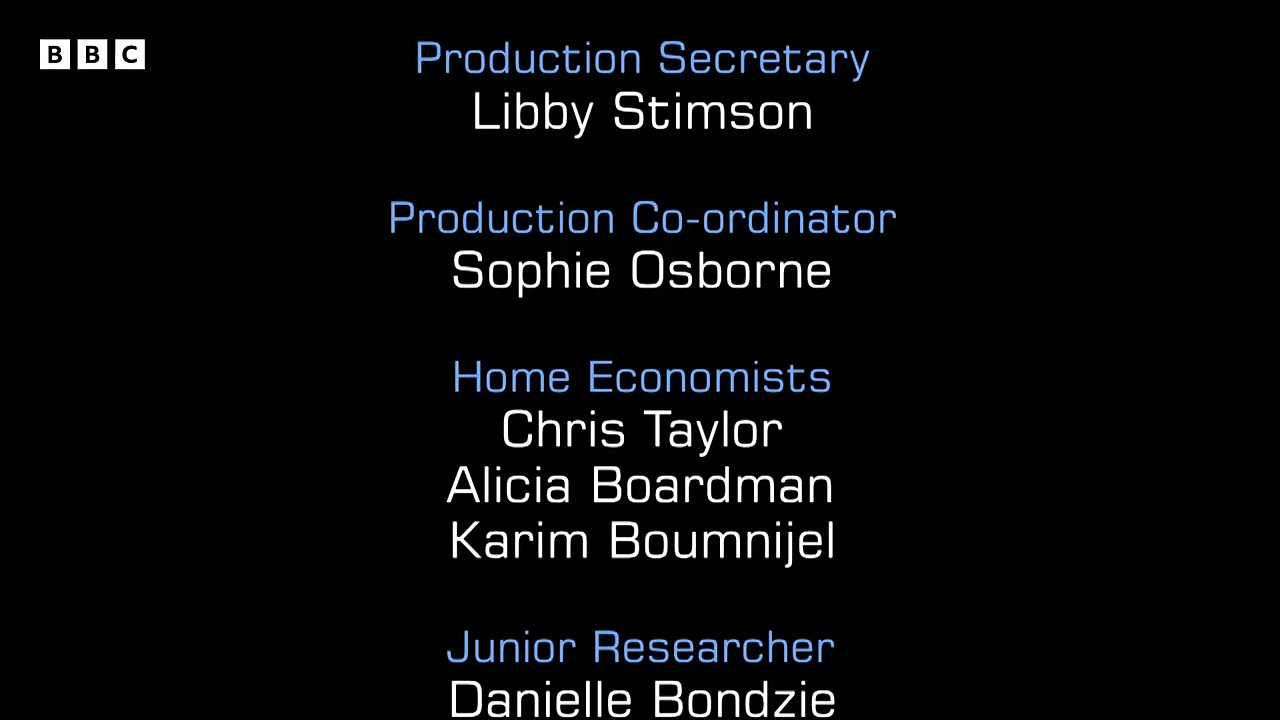 BBC
Production Secretary
Libby Stimson
Production Co-ordinator
Sophie Osborne
Home Economists
Chris Taylor
Alicia Boardman
Karim Boumnijel
Junior Researcher
Danielle Bondzie